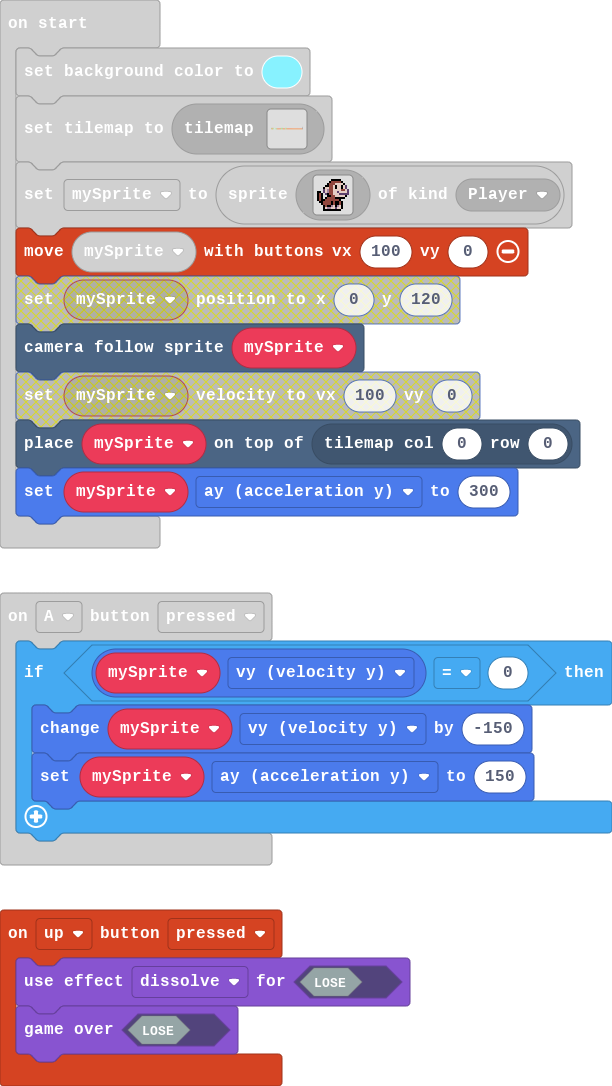 on start
set background color to
set tilemap to tilemap
set mySprite to sprite of kind Player
move mySprite with buttons vx 100 vy 0
set mySprite position to x 0 y 120
camera follow sprite mySprite
set mySprite velocity to vx 100 vy 0
place mySprite on top of tilemap col 0 row 0
set mySprite ay (acceleration y) to 300
on A button pressed
if mySprite vy (velocity y) = 0 then
change mySprite vy (velocity y) by -150
set mySprite ay (acceleration y) to 150
on up button pressed
use effect dissolve for LOSE
game over LOSE